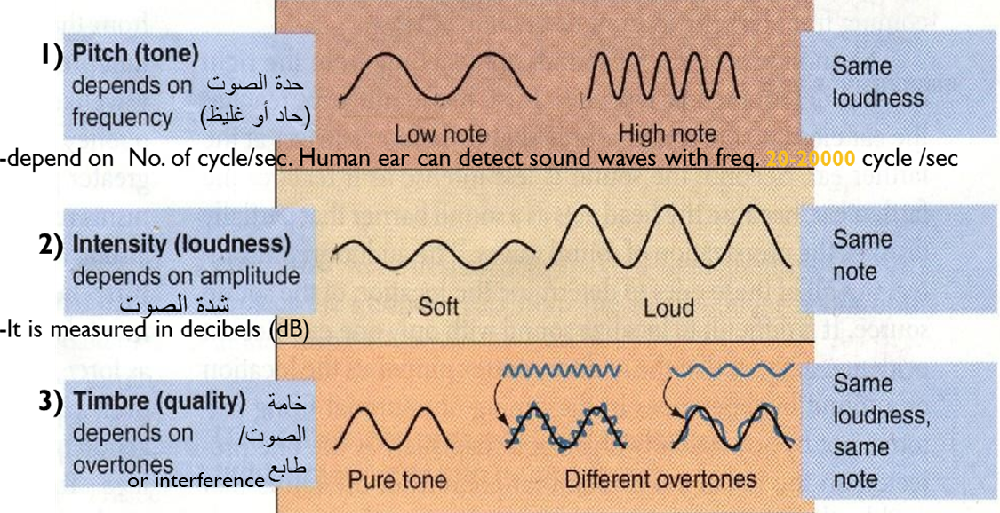 1) Pitch (tone)
depends on حدة الصوت
frequency (حاد أو غليظ)
Low note
High note
Same
loudness
-depend on No. of cycle/sec. Human ear can detect sound waves with freq. 20-20000 cycle /sec
2) Intensity (loudness)
depends on amplitude
شدة الصوت
Soft
Loud
Same
note
-It is measured in decibels (dB)
3) Timbre (quality) خامة
depends on الصوت/
overtones طابع
or interference
Pure tone
Different overtones
Same
loudness,
same
note